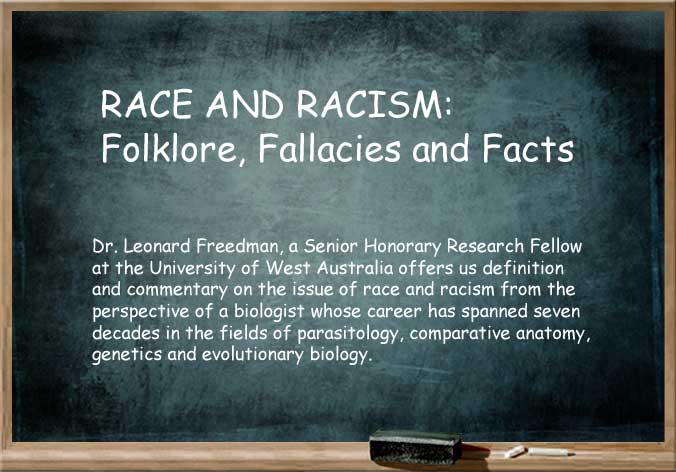 RACE AND RACISM:
Folklore, Fallacies and Facts
Dr. Leonard Freedman, a Senior Honorary Research Fellow
at the University of West Australia offers us definition
and commentary on the issue of race and racism from the
perspective of a biologist whose career has spanned seven
decades in the fields of parasitology, comparative anatomy,
genetics and evolutionary biology.